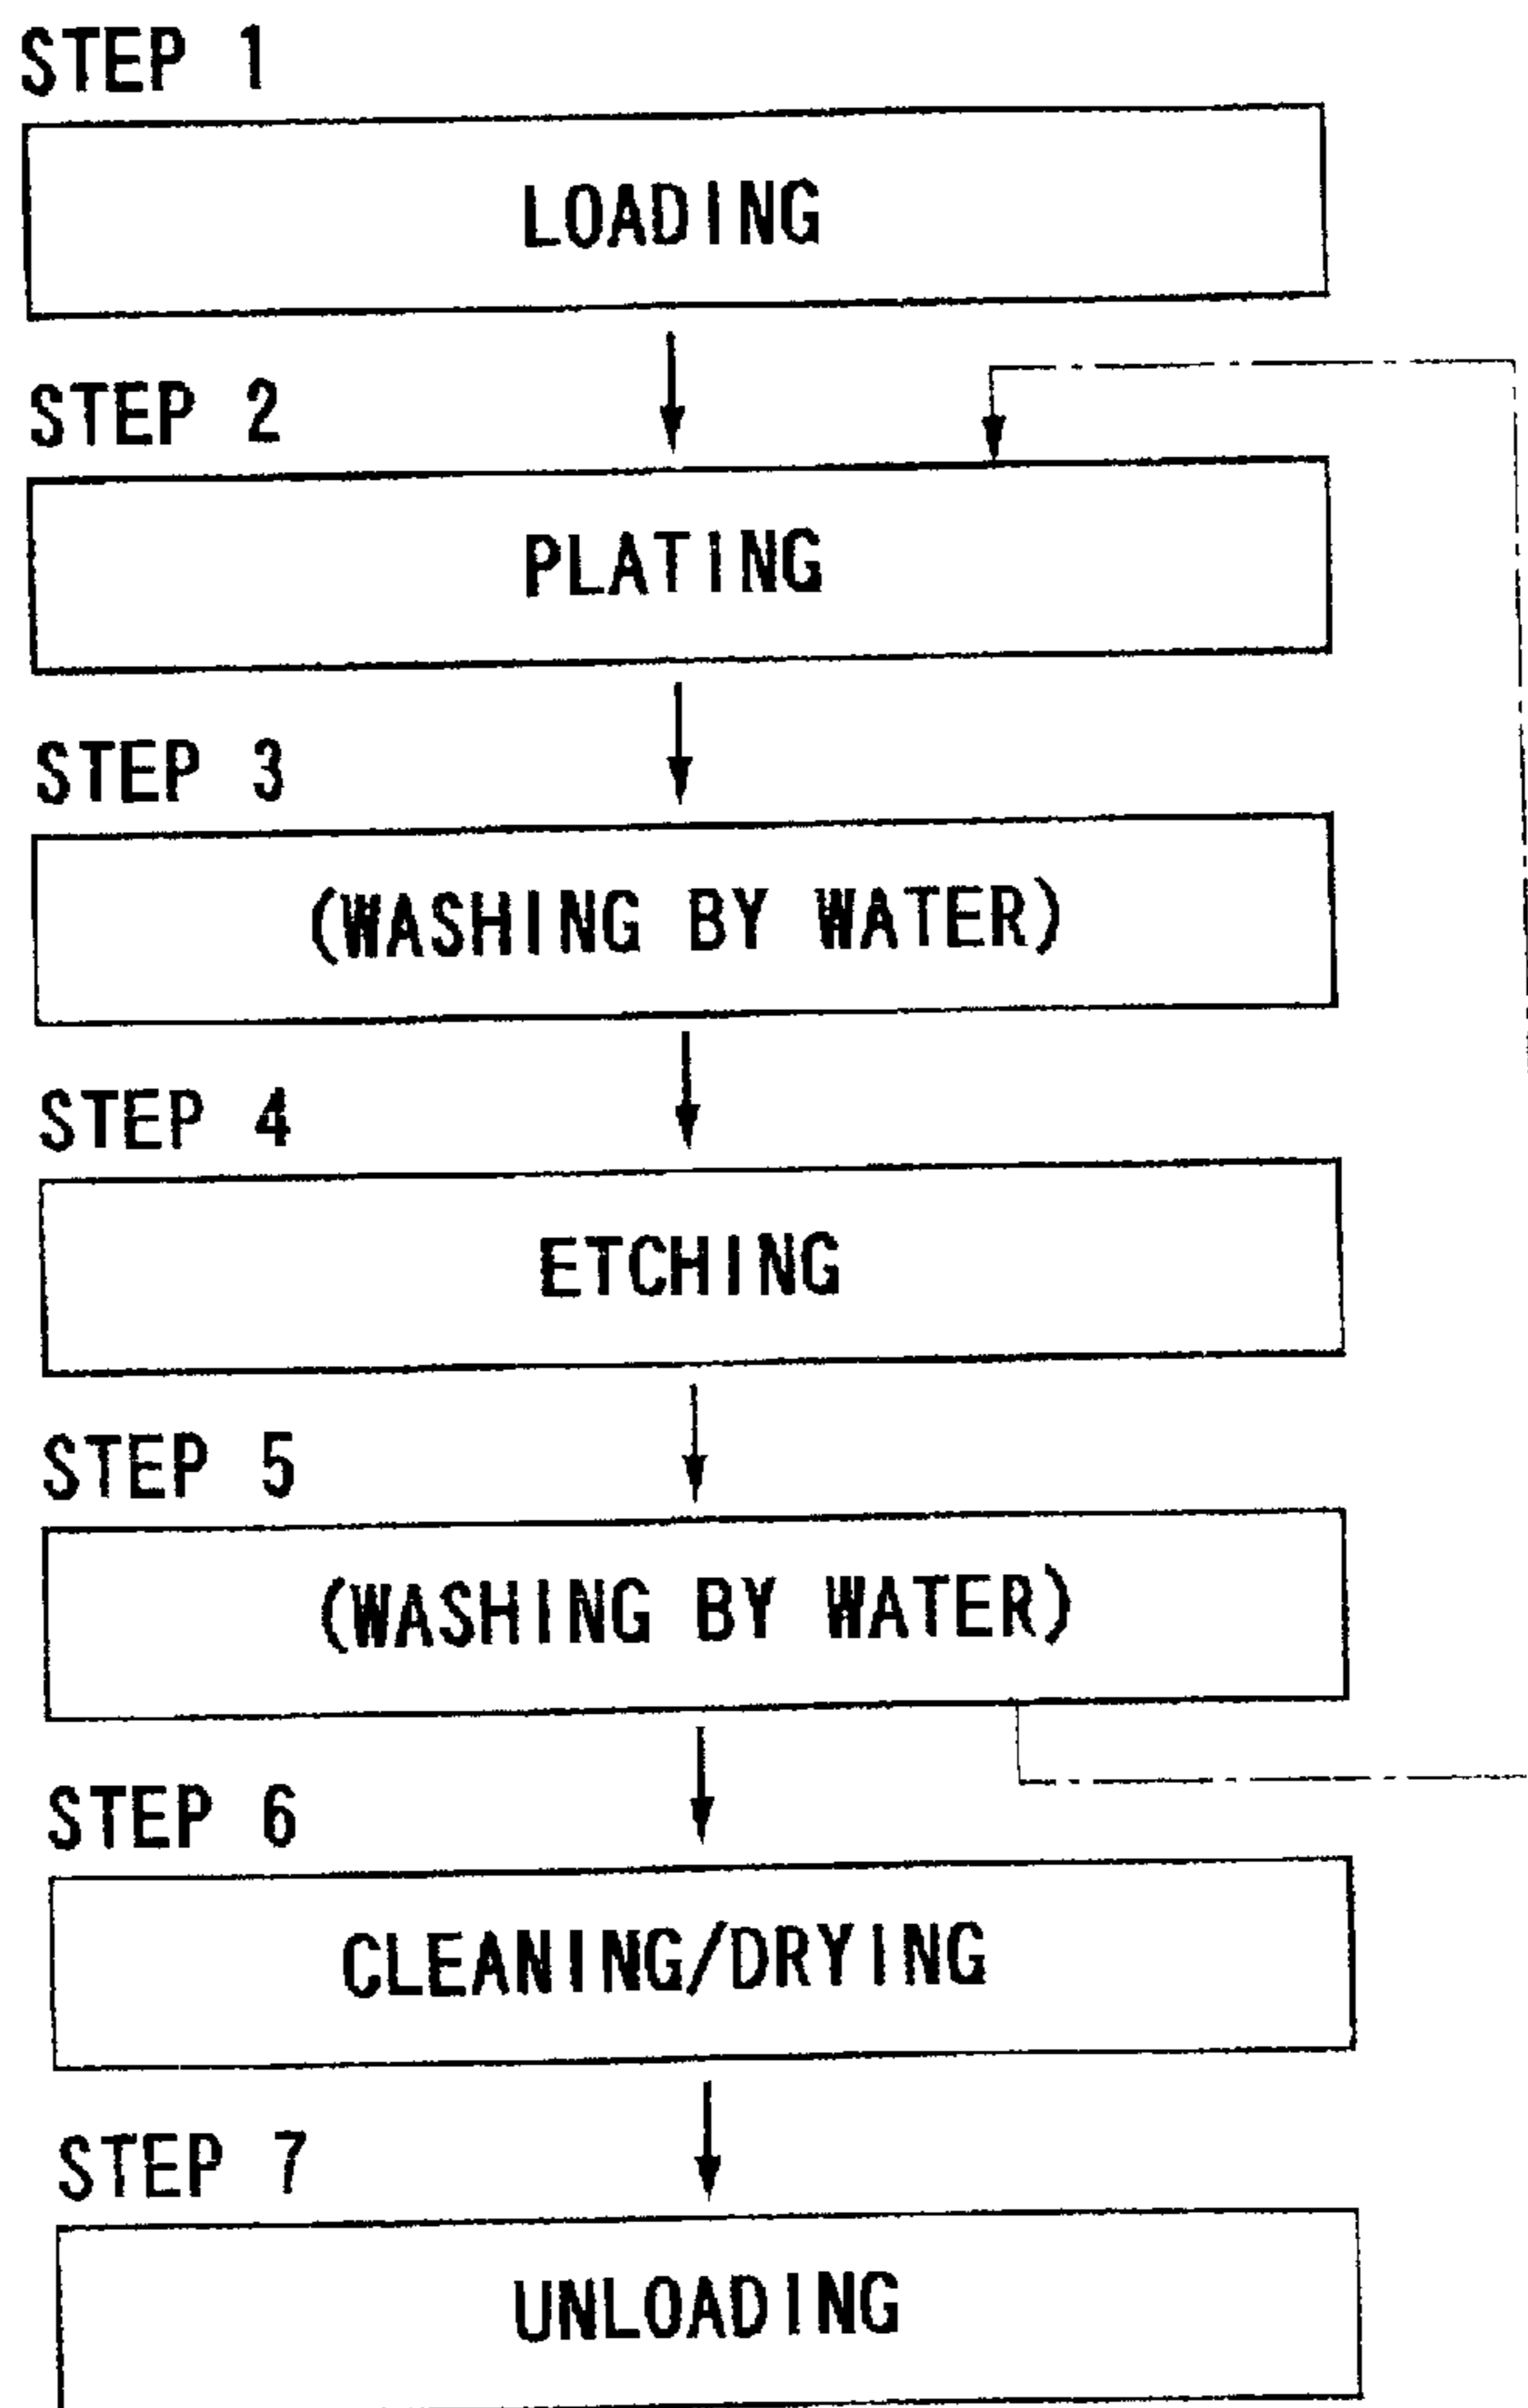 STEP 1
LOADING
STEP 2
PLATING
STEP 3
(WASHING BY WATER)
STEP 4
ETCHING
STEP 5
(WASHING BY WATER)
STEP 6
CLEANING/DRYING
STEP 7
UNLOADING